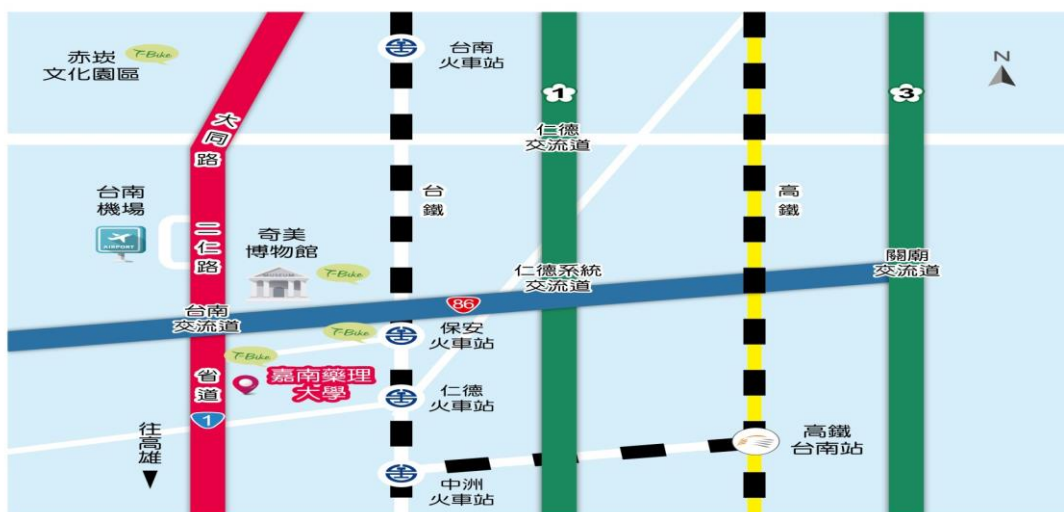 赤崁
文化園區
T-Bike
台南
火車站
N
1
3
大同路
仁德
交流道
台南
機場
AIRPORT
二仁路
台鐵
高鐵
奇美
博物館
MUSEUM
T-Bike
仁德系統
交流道
關廟
交流道
86
台南
交流道
T-Bike
保安
火車站
T-Bike
省道
嘉南藥理
大學
仁德
火車站
1
往高雄
高鐵
台南站
中洲
火車站